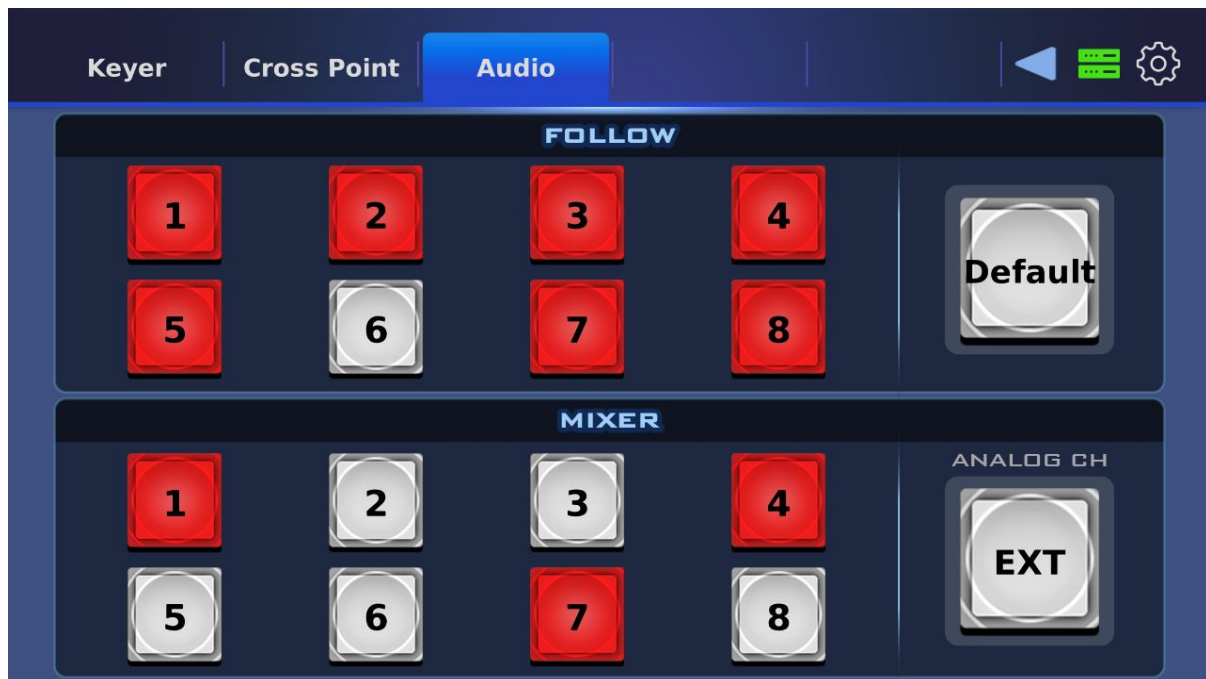 Keyer Cross Point Audio
FOLLOW
1 2 3 4
Default
5 6 7 8
MIXER
ANALOG CH
1 2 3 4
EXT
5 6 7 8